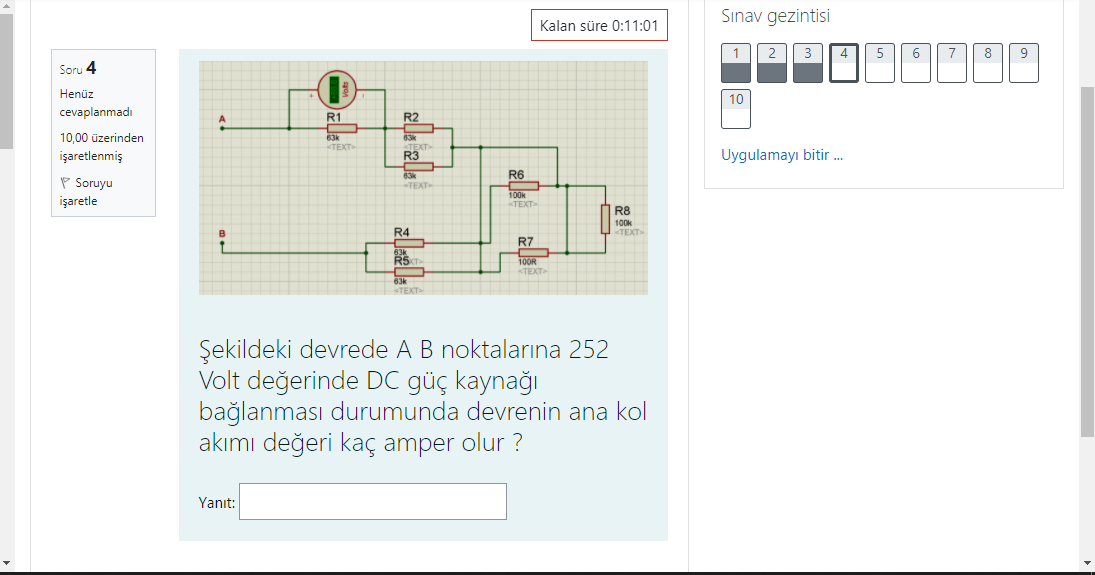 Kalan süre 0:11:01
Soru 4
Henüz
cevaplanmadı
10,00 üzerinden
işaretlenmiş
Soruyu
işaretle
Volts
+
-
A
R1
63k
<TEXT>
R2
63k
<TEXT>
R3
63k
<TEXT>
R6
100k
<TEXT>
R8
100k
<TEXT>
B
R4
63k
R5
63k
<TEXT>
R7
100R
<TEXT>
Şekildeki devrede A B noktalarına 252
Volt değerinde DC güç kaynağı
bağlanması durumunda devrenin ana kol
akımı değeri kaç amper olur ?
Yanıt:
Sınav gezintisi
1 2 3 4 5 6 7 8 9
10
Uygulamayı bitir ...